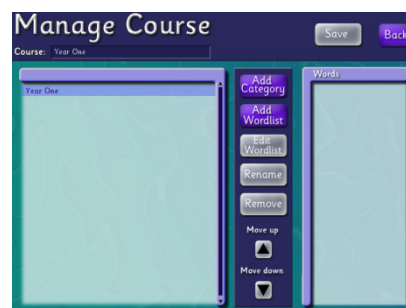 Manage Course
Save
Back
Course: Year One
Year One
Add
Category
Add
Wordlist
Edit
Wordlist
Rename
Remove
Move up
Move down
Words